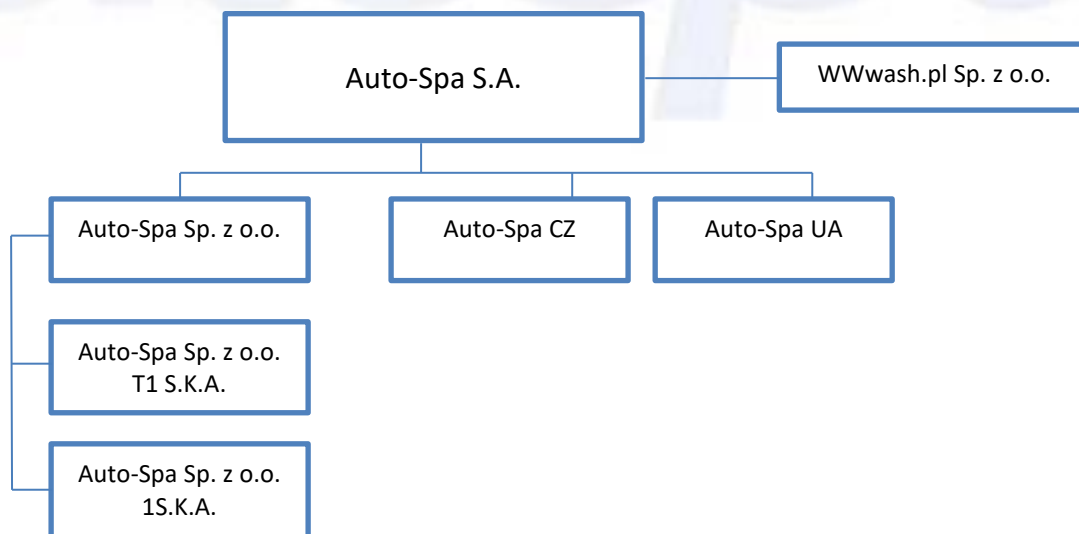 Auto-Spa S.A.
WWwash.pl Sp. z o.o.
Auto-Spa Sp. z o.o.
Auto-Spa CZ
Auto-Spa UA
Auto-Spa Sp. z o.o.
T1 S.K.A.
Auto-Spa Sp. z o.o.
1S.K.A.